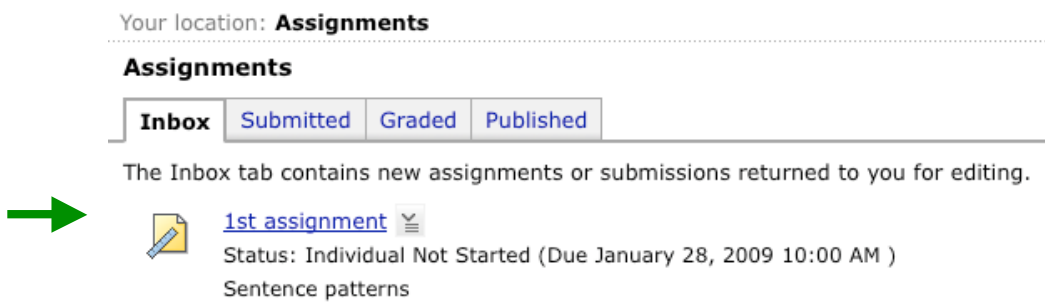 Your location: Assignments
Assignments
Inbox Submitted Graded Published
The Inbox tab contains new assignments or submissions returned to you for editing.
1st assignment
Status: Individual Not Started (Due January 28, 2009 10:00 AM )
Sentence patterns